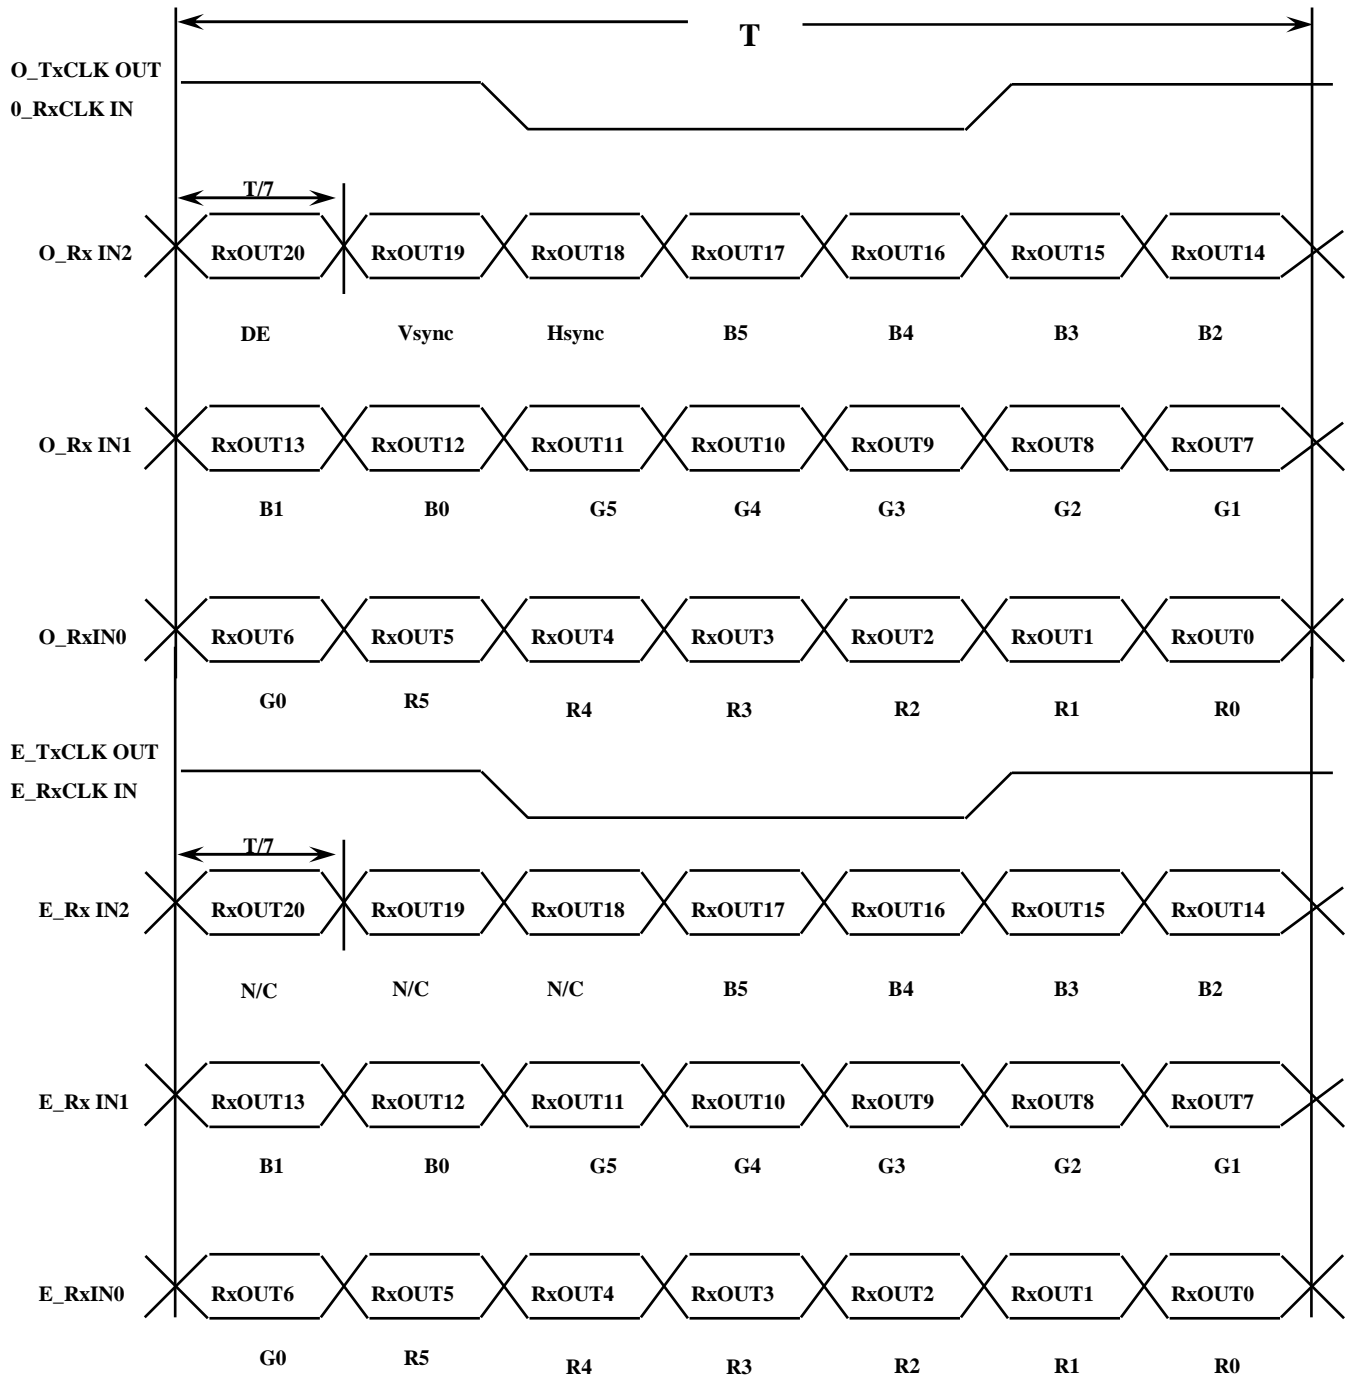 T
O_TxCLK OUT
0_RxCLK IN
T/7
O_Rx IN2 RxOUT20 RxOUT19 RxOUT18 RxOUT17 RxOUT16 RxOUT15 RxOUT14
DE Vsync Hsync B5 B4 B3 B2
O_Rx IN1 RxOUT13 RxOUT12 RxOUT11 RxOUT10 RxOUT9 RxOUT8 RxOUT7
B1 B0 G5 G4 G3 G2 G1
O_RxIN0 RxOUT6 RxOUT5 RxOUT4 RxOUT3 RxOUT2 RxOUT1 RxOUT0
G0 R5 R4 R3 R2 R1 R0
E_TxCLK OUT
E_RxCLK IN
T/7
E_Rx IN2 RxOUT20 RxOUT19 RxOUT18 RxOUT17 RxOUT16 RxOUT15 RxOUT14
N/C N/C N/C B5 B4 B3 B2
E_Rx IN1 RxOUT13 RxOUT12 RxOUT11 RxOUT10 RxOUT9 RxOUT8 RxOUT7
B1 B0 G5 G4 G3 G2 G1
E_RxIN0 RxOUT6 RxOUT5 RxOUT4 RxOUT3 RxOUT2 RxOUT1 RxOUT0
G0 R5 R4 R3 R2 R1 R0